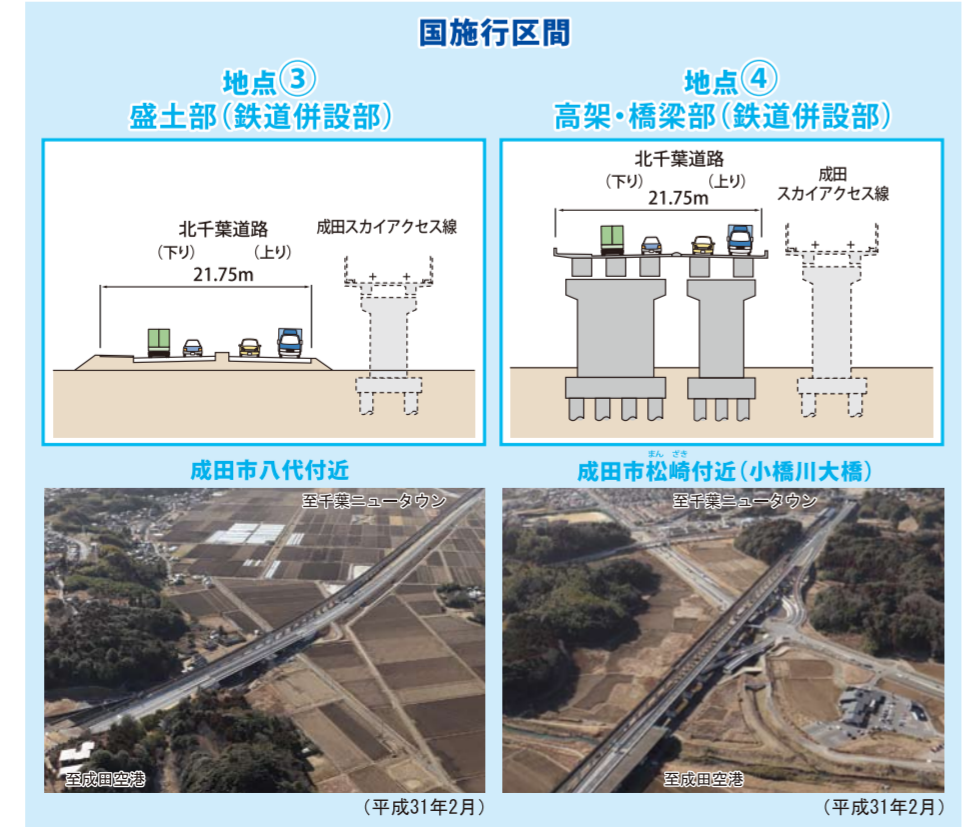 国施行区間
地点③
盛土部(鉄道併設部)
北千葉道路
(下り) (上り)
21.75m
成田スカイアクセス線
成田市八代付近
至千葉ニュータウン
至成田空港
(平成31年2月)
地点④
高架・橋梁部(鉄道併設部)
北千葉道路
(下り) (上り)
21.75m
成田
スカイアクセス線
まん ざき
成田市松崎付近(小橋川大橋)
至千葉ニュータウン
至成田空港
(平成31年2月)